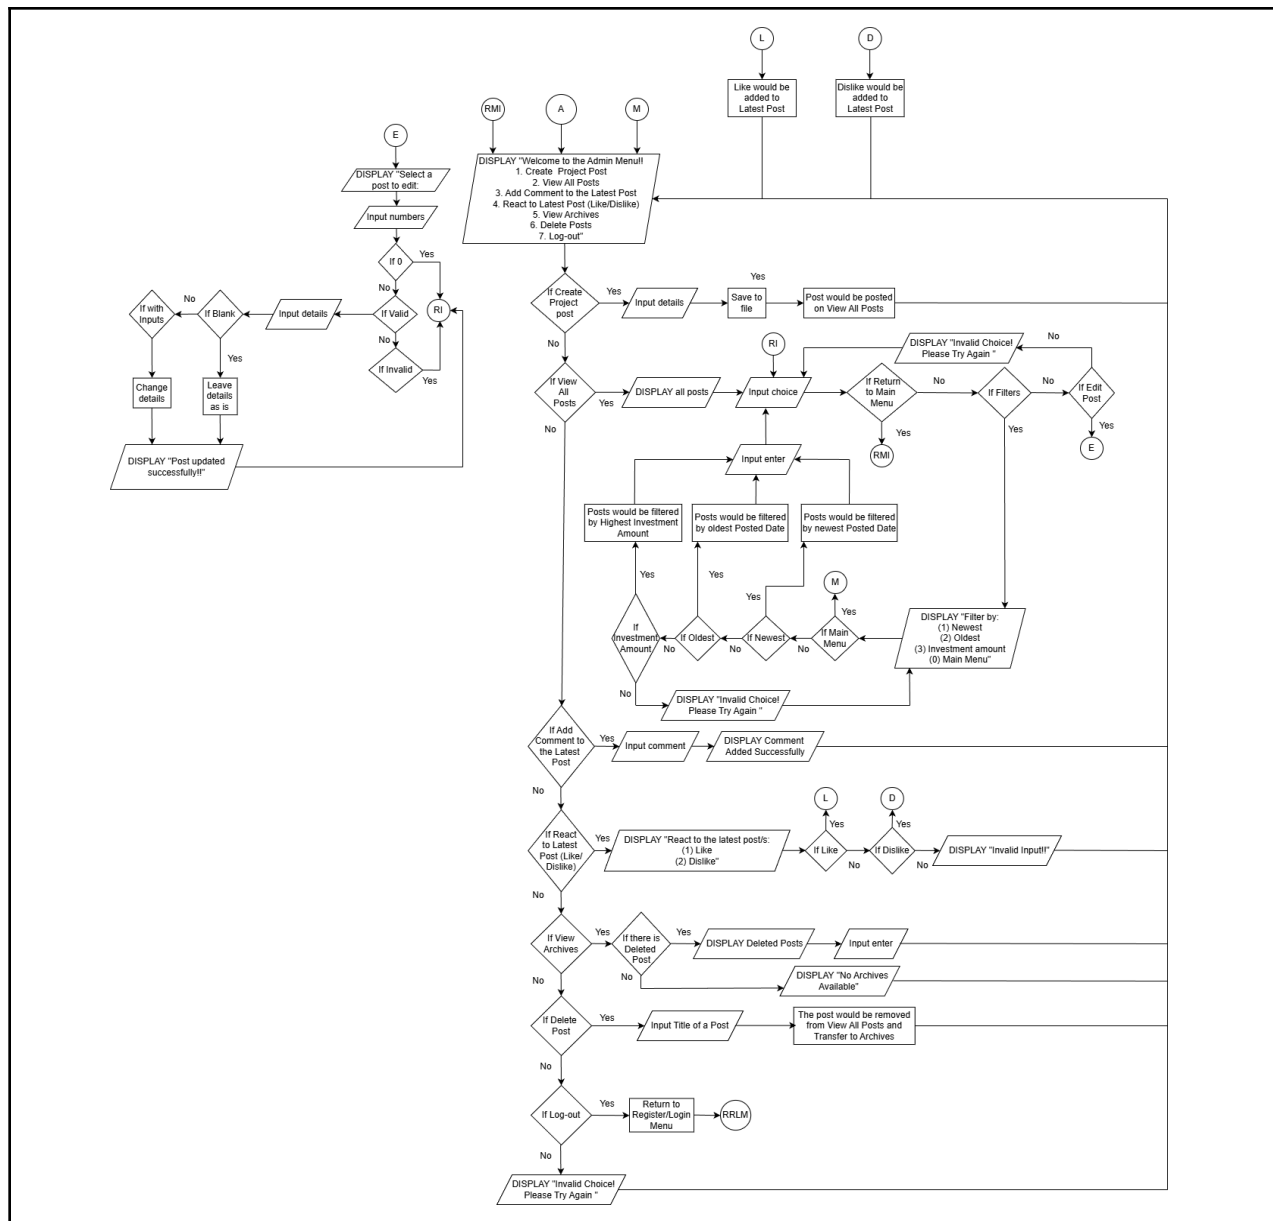 L
D
Like would be
added to
Latest Post
Dislike would be
added to
Latest Post
RMI
A
M
E
DISPLAY "Select a
post to edit:
Input numbers
If 0
Yes
No
If Valid
No
If Invalid
Yes
RI
Input details
If Blank
No
If with
Inputs
Yes
Change
details
Leave
details
as is
DISPLAY "Post updated
successfully!!"
DISPLAY "Welcome to the Admin Menu!!
1. Create Project Post
2. View All Posts
3. Add Comment to the Latest Post
4. React to Latest Post (Like/Dislike)
5. View Archives
6. Delete Posts
7. Log-out"
If Create
Project
post
Yes
Input details
Save to
file
Yes
Post would be posted
on View All Posts
No
If View
All
Posts
Yes
DISPLAY all posts
RI
Input choice
If Return
to Main
Menu
Yes
RMI
No
If Filters
Yes
No
If Edit
Post
Yes
E
No
DISPLAY "Invalid Choice!
Please Try Again "
No
Input enter
Posts would be filtered
by Highest Investment
Amount
Posts would be filtered
by oldest Posted Date
Posts would be filtered
by newest Posted Date
Yes
Yes
Yes
M
Yes
If
Investment
Amount
No
If Oldest
No
If Newest
No
If Main
Menu
DISPLAY "Filter by:
(1) Newest
(2) Oldest
(3) Investment amount
(0) Main Menu"
No
DISPLAY "Invalid Choice!
Please Try Again "
If Add
Comment to
the Latest
Post
Yes
Input comment
DISPLAY Comment
Added Successfully
No
If React
to Latest
Post (Like/
Dislike)
Yes
DISPLAY "React to the latest post/s:
(1) Like
(2) Dislike"
L
Yes
If Like
No
D
Yes
If Dislike
No
DISPLAY "Invalid Input!!"
No
If View
Archives
Yes
If there is
Deleted
Post
Yes
DISPLAY Deleted Posts
Input enter
No
DISPLAY "No Archives
Available"
No
If Delete
Post
Yes
Input Title of a Post
The post would be removed
from View All Posts and
Transfer to Archives
No
If Log-out
Yes
Return to
Register/Login
Menu
RRLM
No
DISPLAY "Invalid Choice!
Please Try Again "